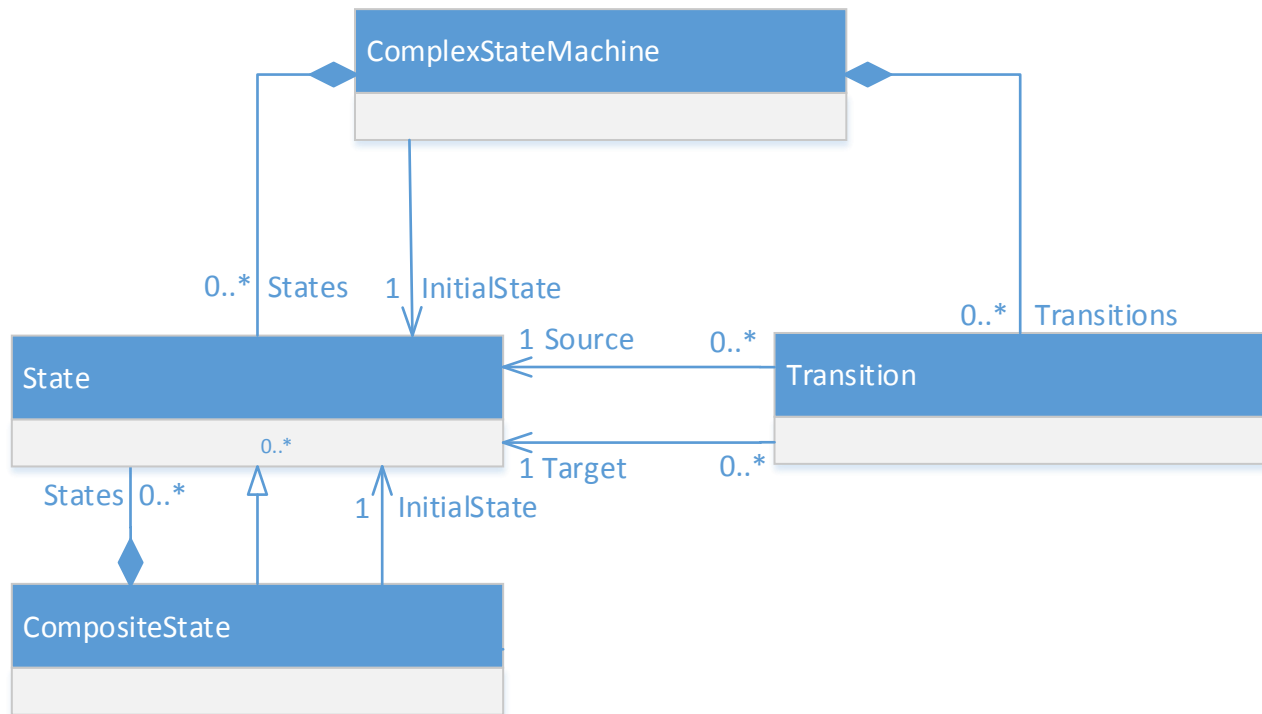 ComplexStateMachine
0..* States
1 InitialState
0..* Transitions
1 Source 0..*
State
Transition
0..*
1 Target 0..*
States 0..*
1 InitialState
CompositeState